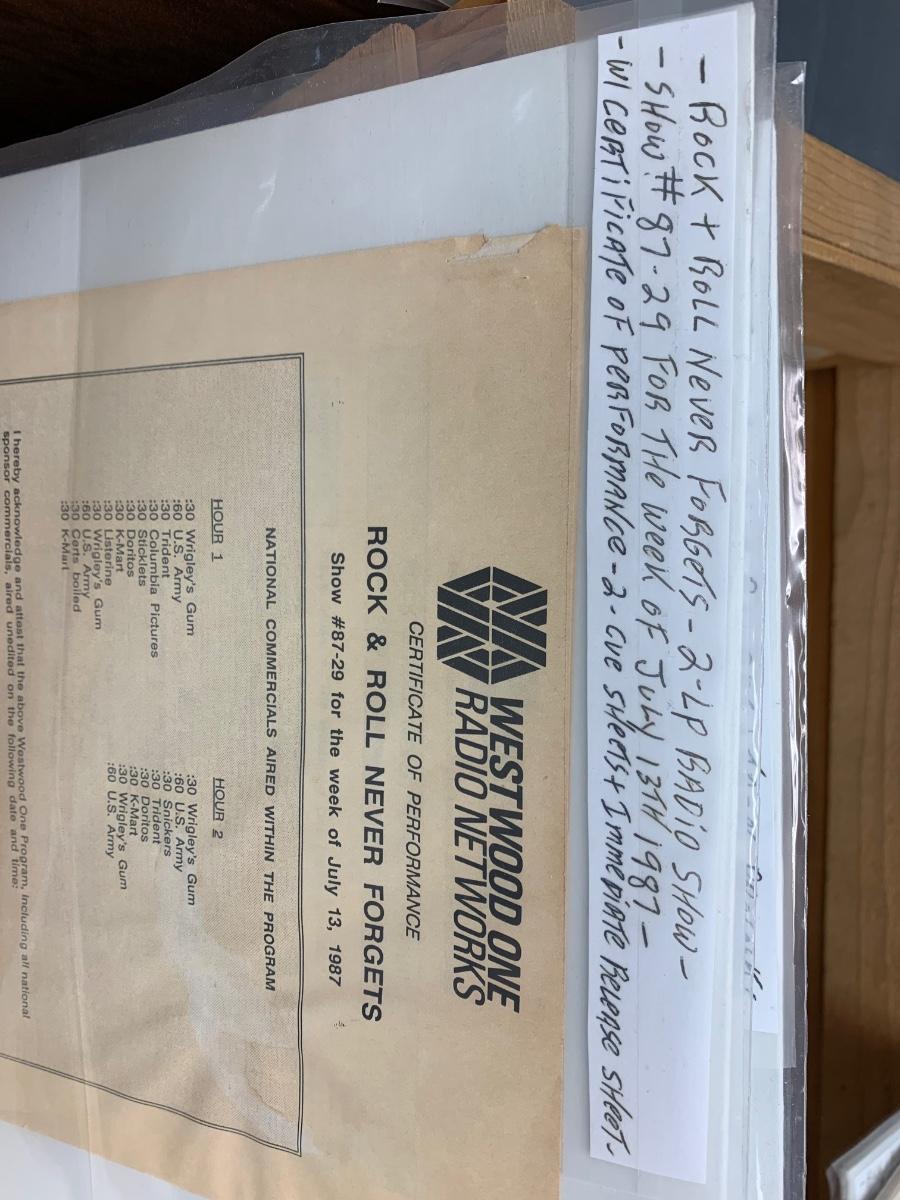 - ROCK + ROLL NEVER FORGETS - 2-LP RADIO SHOW -
- SHOW # 87-29 FOR THE WEEK OF JULY 13TH 1987 -
- W/ CERTIFICATE OF PERFORMANCE - 2 - CUE SHEETS + IMMEDIATE RELEASE SHEET -
WESTWOOD ONE
RADIO NETWORKS
CERTIFICATE OF PERFORMANCE
ROCK & ROLL NEVER FORGETS
Show #87-29 for the week of July 13, 1987
NATIONAL COMMERCIALS AIRED WITHIN THE PROGRAM
HOUR 1
:30 Wrigley's Gum
:60 U.S. Army
:30 Trident
:30 Columbia Pictures
:30 Sticklets
:30 Doritos
:30 K-Mart
:30 Listerine
:30 Wrigley's Gum
:60 U.S. Army
:30 Certs boiled
:30 K-Mart
HOUR 2
:30 Wrigley's Gum
:60 U.S. Army
:30 Snickers
:30 Trident
:30 Doritos
:30 K-Mart
:30 Wrigley's Gum
:60 U.S. Army
I hereby acknowledge and attest that the above Westwood One Program, including all national
sponsor commercials, aired unedited on the following date and time: